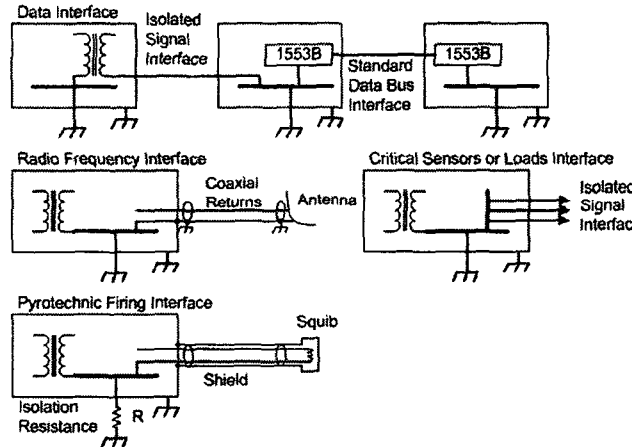 Data Interface
Isolated
Signal
Interface
1553B
Standard
Data Bus
Interface
1553B
Radio Frequency Interface
Coaxial
Returns
Antenna
Critical Sensors or Loads Interface
Isolated
Signal
Interface
Pyrotechnic Firing Interface
Squib
Shield
Isolation
Resistance
R